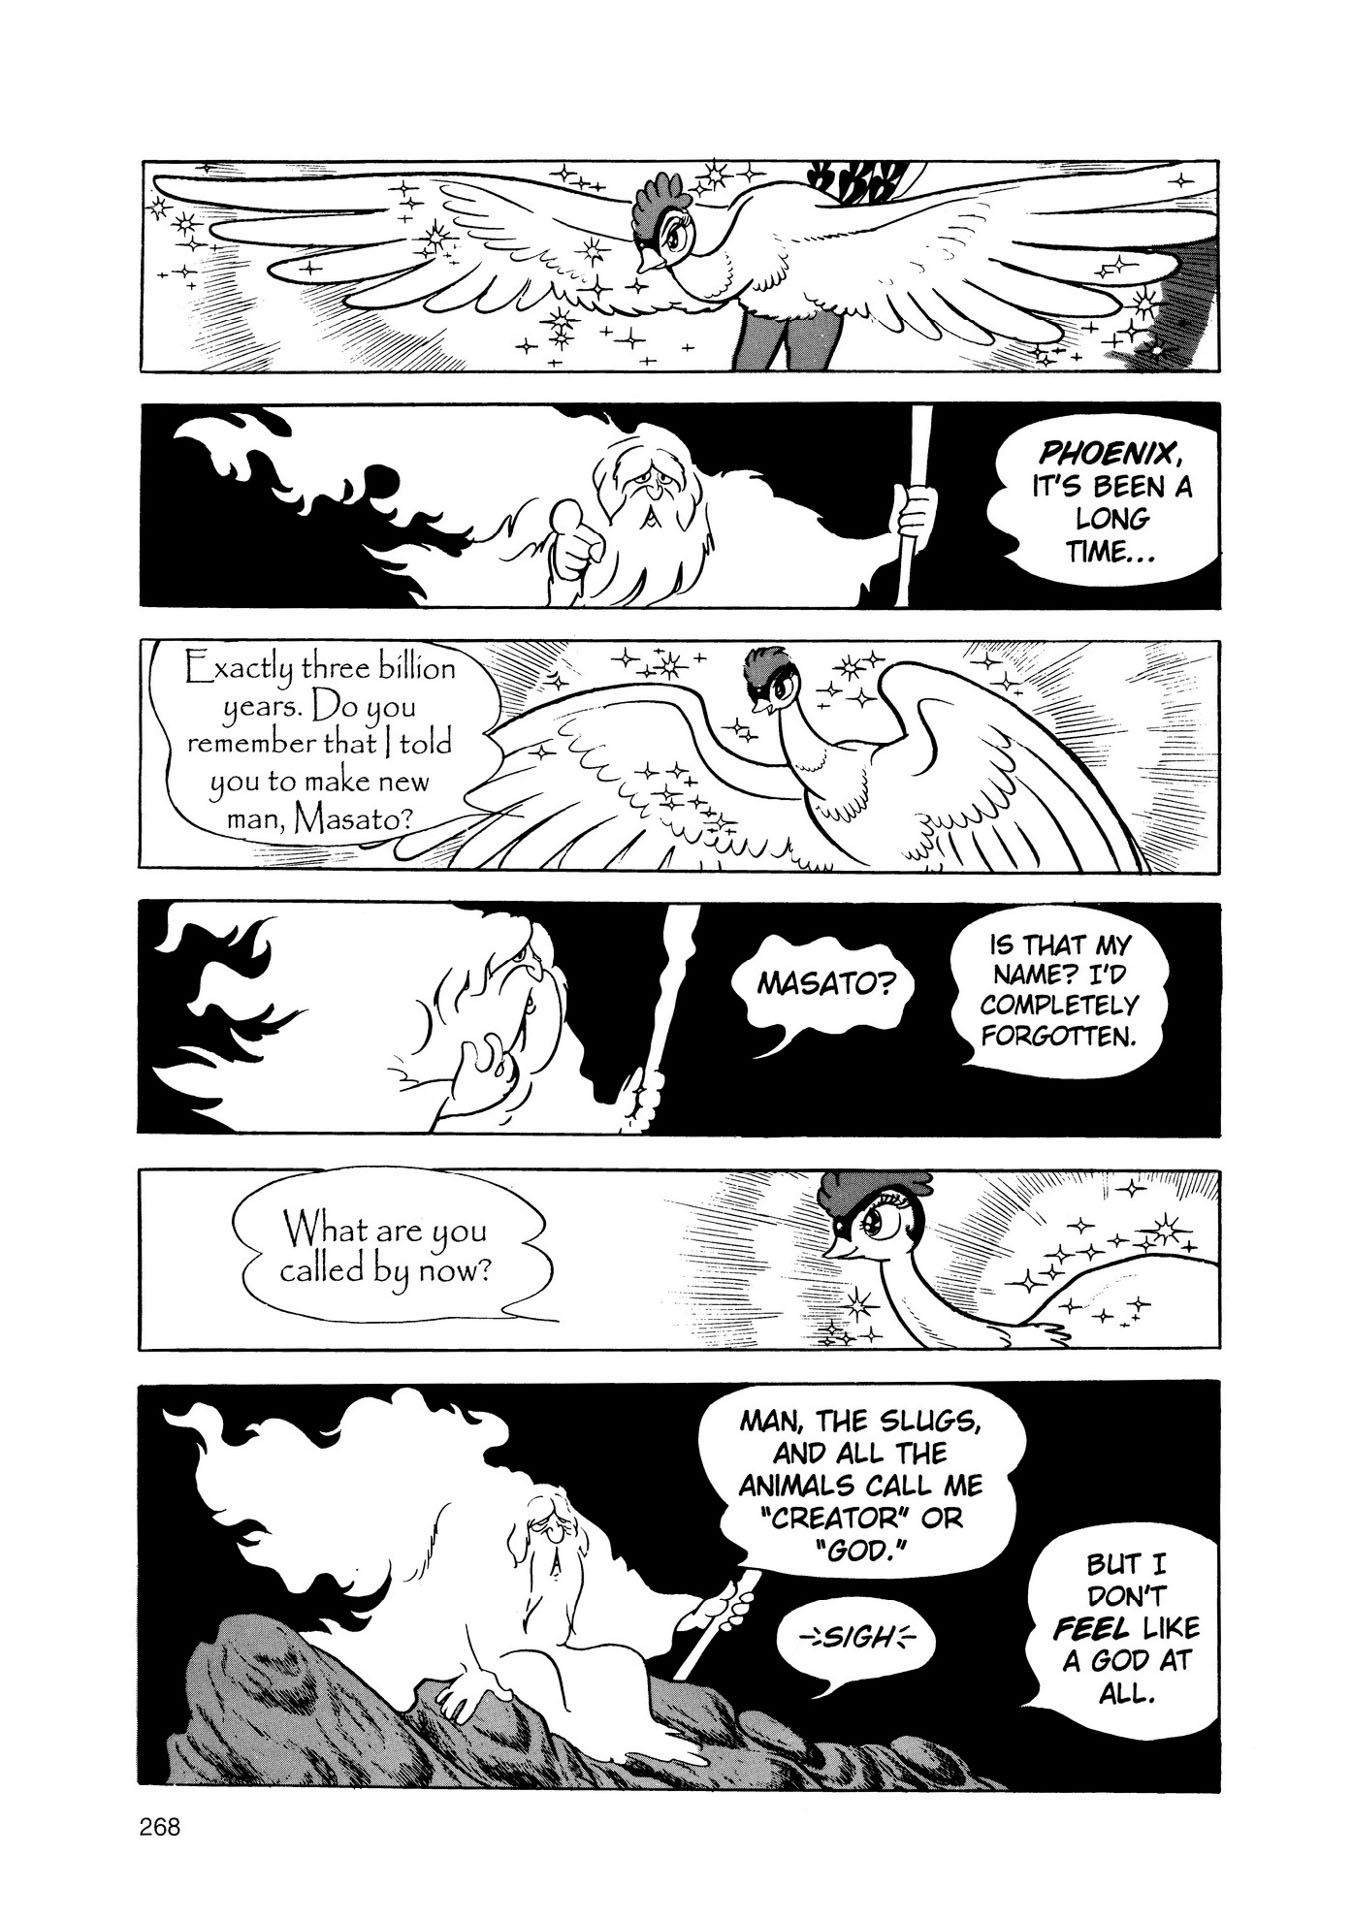 PHOENIX,
IT'S BEEN A
LONG
TIME...
Exactly three billion
years. Do you
remember that I told
you to make new
man, Masato?
MASATO?
IS THAT MY
NAME? I'D
COMPLETELY
FORGOTTEN.
What are you
called by now?
MAN, THE SLUGS,
AND ALL THE
ANIMALS CALL ME
"CREATOR" OR
"GOD."
SIGH
BUT I
DON'T
FEEL LIKE
A GOD AT
ALL.
268